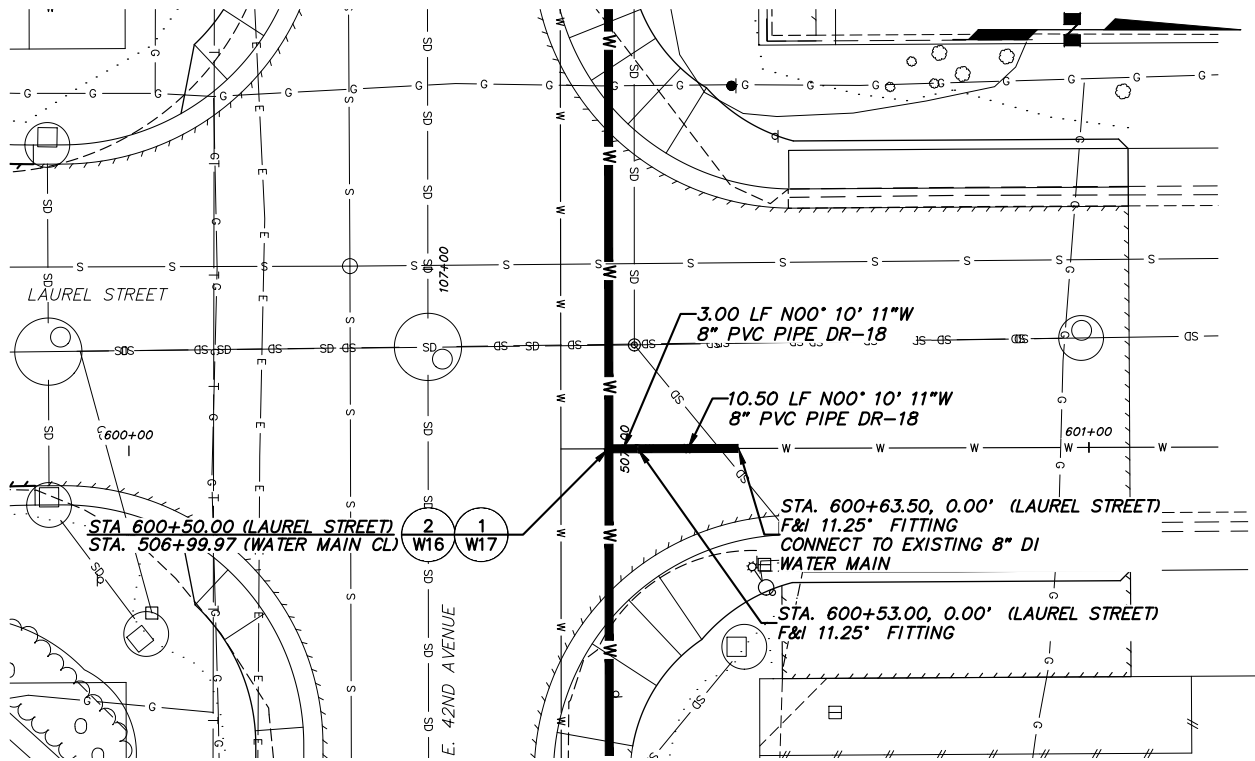 LAUREL STREET
107+00
3.00 LF N00° 10' 11"W
8" PVC PIPE DR-18
10.50 LF N00° 10' 11"W
8" PVC PIPE DR-18
600+00
507+00
601+00
STA 600+50.00 (LAUREL STREET)
STA. 506+99.97 (WATER MAIN CL)
2
W16
1
W17
STA. 600+63.50, 0.00' (LAUREL STREET)
F&I 11.25° FITTING
CONNECT TO EXISTING 8" DI
WATER MAIN
STA. 600+53.00, 0.00' (LAUREL STREET)
F&I 11.25° FITTING
E. 42ND AVENUE